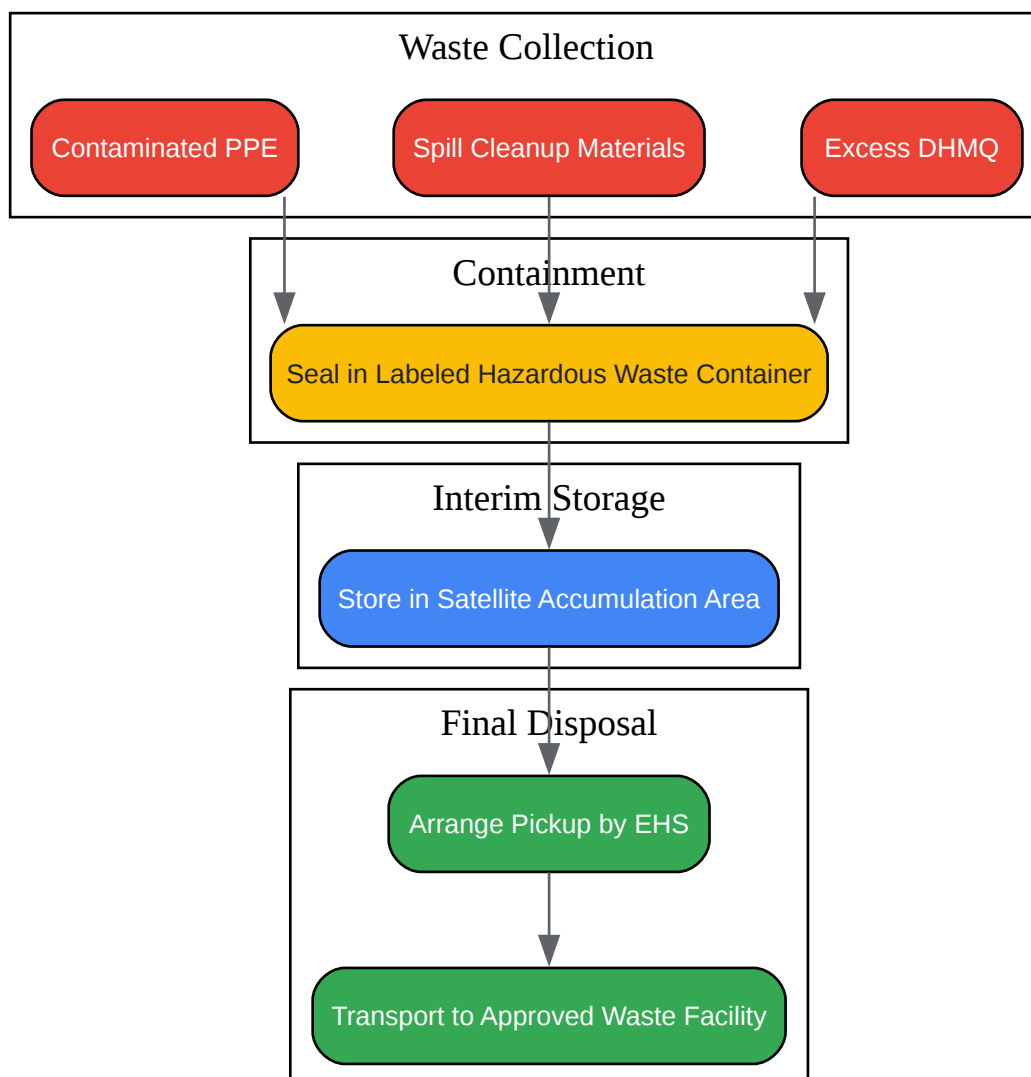 Waste Collection
Contaminated PPE
Spill Cleanup Materials
Excess DHMQ
Containment
Seal in Labeled Hazardous Waste Container
Interim Storage
Store in Satellite Accumulation Area
Final Disposal
Arrange Pickup by EHS
Transport to Approved Waste Facility